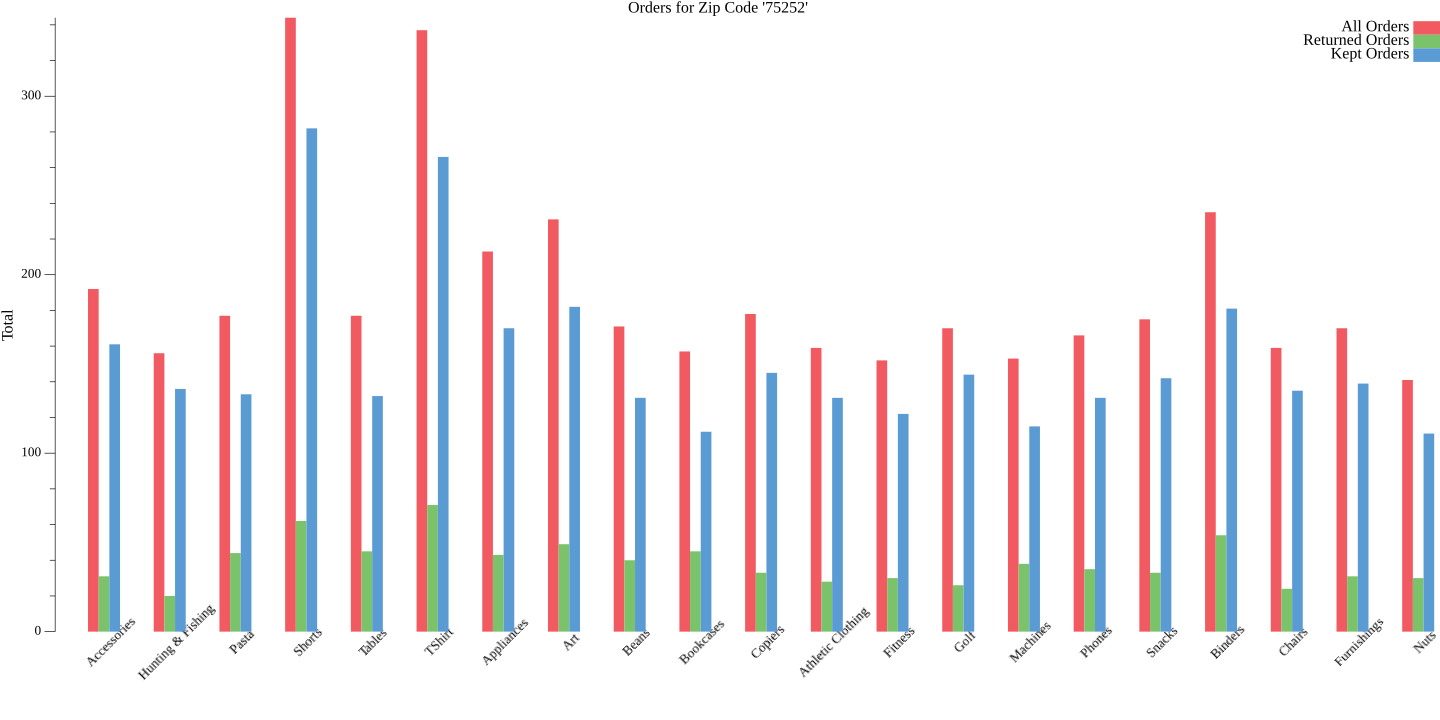 Orders for Zip Code '75252'
All Orders
Returned Orders
Kept Orders
Total
300
200
100
0
Accessories
Hunting & Fishing
Pasta
Shorts
Tables
TShirt
Appliances
Art
Beans
Bookcases
Copiers
Athletic Clothing
Fitness
Golf
Machines
Phones
Snacks
Binders
Chairs
Furnishings
Nuts